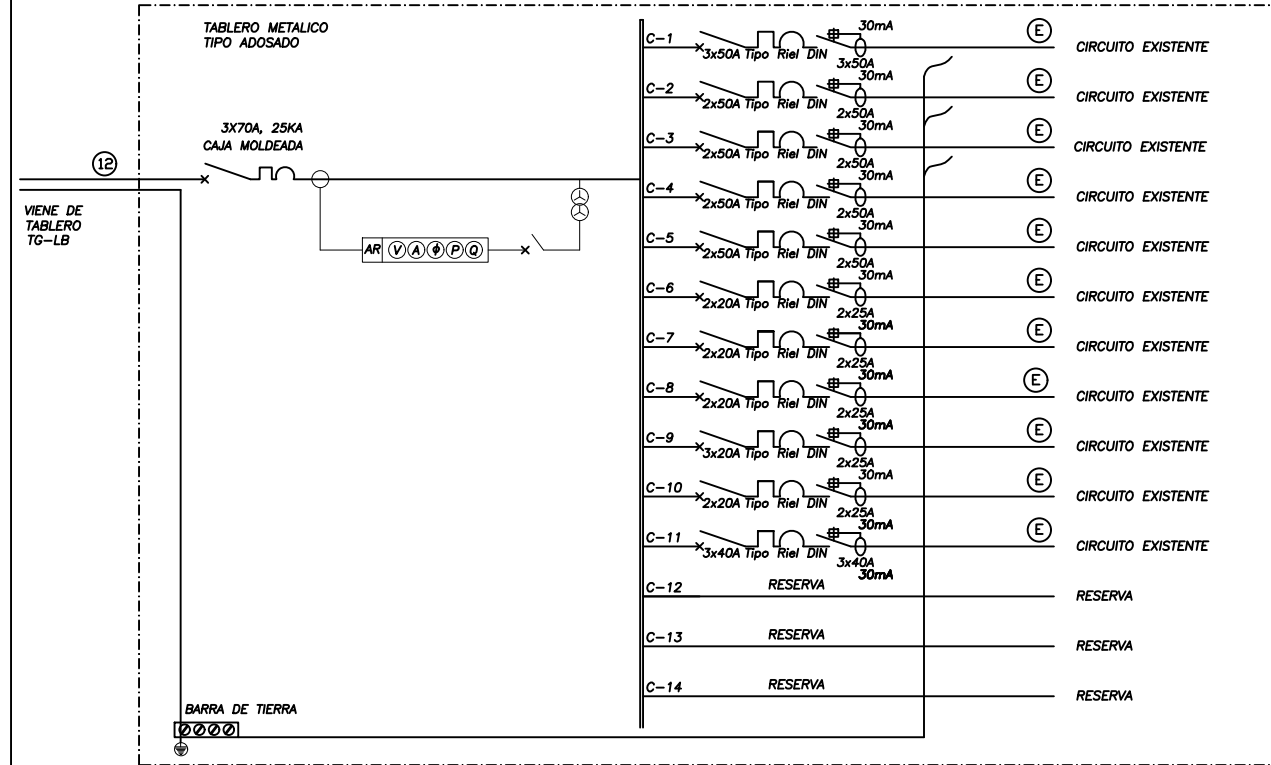 TABLERO METALICO
TIPO ADOSADO
3X70A, 25KA
CAJA MOLDEADA
12
VIENE DE
TABLERO
TG-LB
AR V A Φ P Q
BARRA DE TIERRA
30mA
C-1 3x50A Tipo Riel DIN 3x50A E CIRCUITO EXISTENTE
30mA
C-2 2x50A Tipo Riel DIN 2x50A E CIRCUITO EXISTENTE
30mA
C-3 2x50A Tipo Riel DIN 2x50A E CIRCUITO EXISTENTE
30mA
C-4 2x50A Tipo Riel DIN 2x50A E CIRCUITO EXISTENTE
30mA
C-5 2x50A Tipo Riel DIN 2x50A E CIRCUITO EXISTENTE
30mA
C-6 2x20A Tipo Riel DIN 2x25A E CIRCUITO EXISTENTE
30mA
C-7 2x20A Tipo Riel DIN 2x25A E CIRCUITO EXISTENTE
30mA
C-8 2x20A Tipo Riel DIN 2x25A E CIRCUITO EXISTENTE
30mA
C-9 3x20A Tipo Riel DIN 2x25A E CIRCUITO EXISTENTE
30mA
C-10 2x20A Tipo Riel DIN 2x25A E CIRCUITO EXISTENTE
30mA
C-11 3x40A Tipo Riel DIN 3x40A E CIRCUITO EXISTENTE
30mA
C-12 RESERVA RESERVA
C-13 RESERVA RESERVA
C-14 RESERVA RESERVA